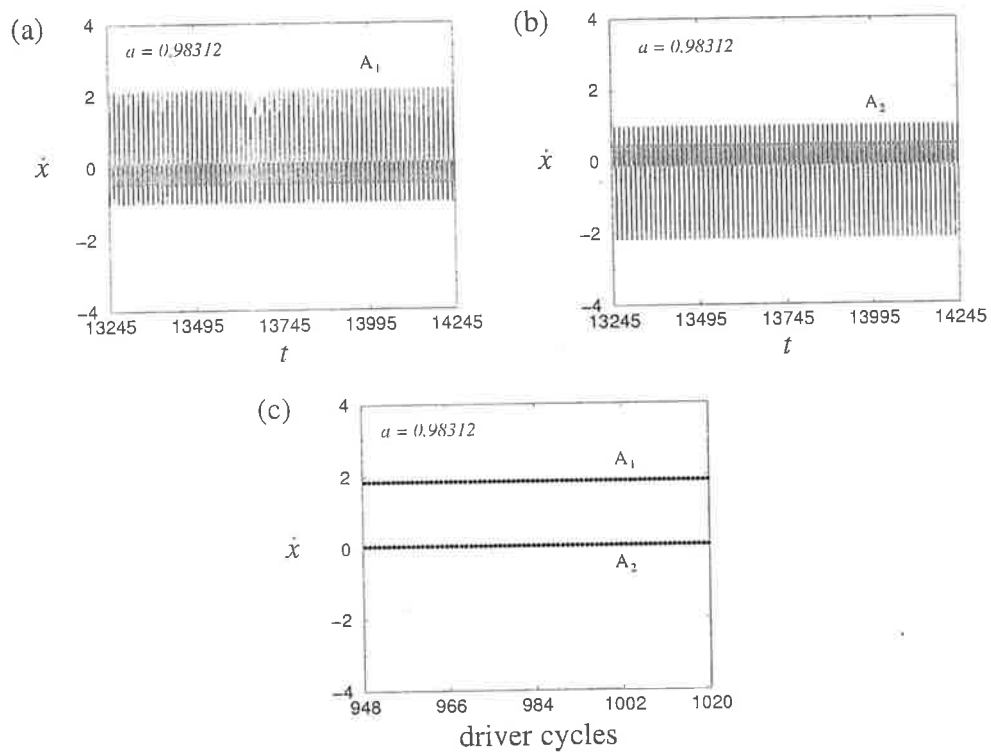 (a)
4
2
0
−2
−4
ẋ
a = 0.98312
A₁
13245 13495 13745 13995 14245
t
(b)
4
2
0
−2
−4
ẋ
a = 0.98312
A₂
13245 13495 13745 13995 14245
t
(c)
4
2
0
−2
−4
ẋ
a = 0.98312
A₁
A₂
948 966 984 1002 1020
driver cycles